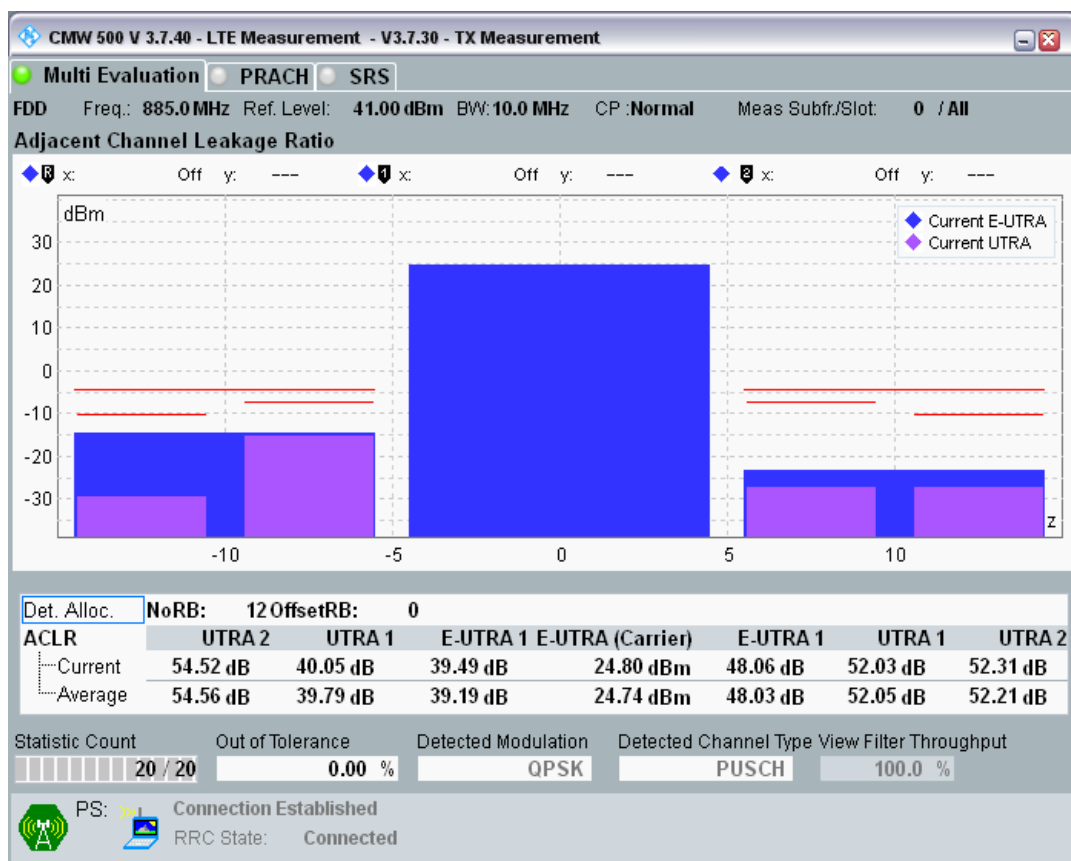 CMW 500 V 3.7.40 - LTE Measurement - V3.7.30 - TX Measurement
Multi Evaluation PRACH SRS
FDD Freq.: 885.0 MHz Ref. Level: 41.00 dBm BW: 10.0 MHz CP :Normal Meas Subfr./Slot: 0 / All
Adjacent Channel Leakage Ratio
R x: Off y: --- 1 x: Off y: --- 2 x: Off y: ---
dBm
Current E-UTRA
Current UTRA
30
20
10
0
-10
-20
-30
z
-10 -5 0 5 10
Det. Alloc. NoRB: 12 OffsetRB: 0
ACLR UTRA 2 UTRA 1 E-UTRA 1 E-UTRA (Carrier) E-UTRA 1 UTRA 1 UTRA 2
Current 54.52 dB 40.05 dB 39.49 dB 24.80 dBm 48.06 dB 52.03 dB 52.31 dB
Average 54.56 dB 39.79 dB 39.19 dB 24.74 dBm 48.03 dB 52.05 dB 52.21 dB
Statistic Count Out of Tolerance Detected Modulation Detected Channel Type View Filter Throughput
20 / 20 0.00 % QPSK PUSCH 100.0 %
PS: Connection Established
RRC State: Connected